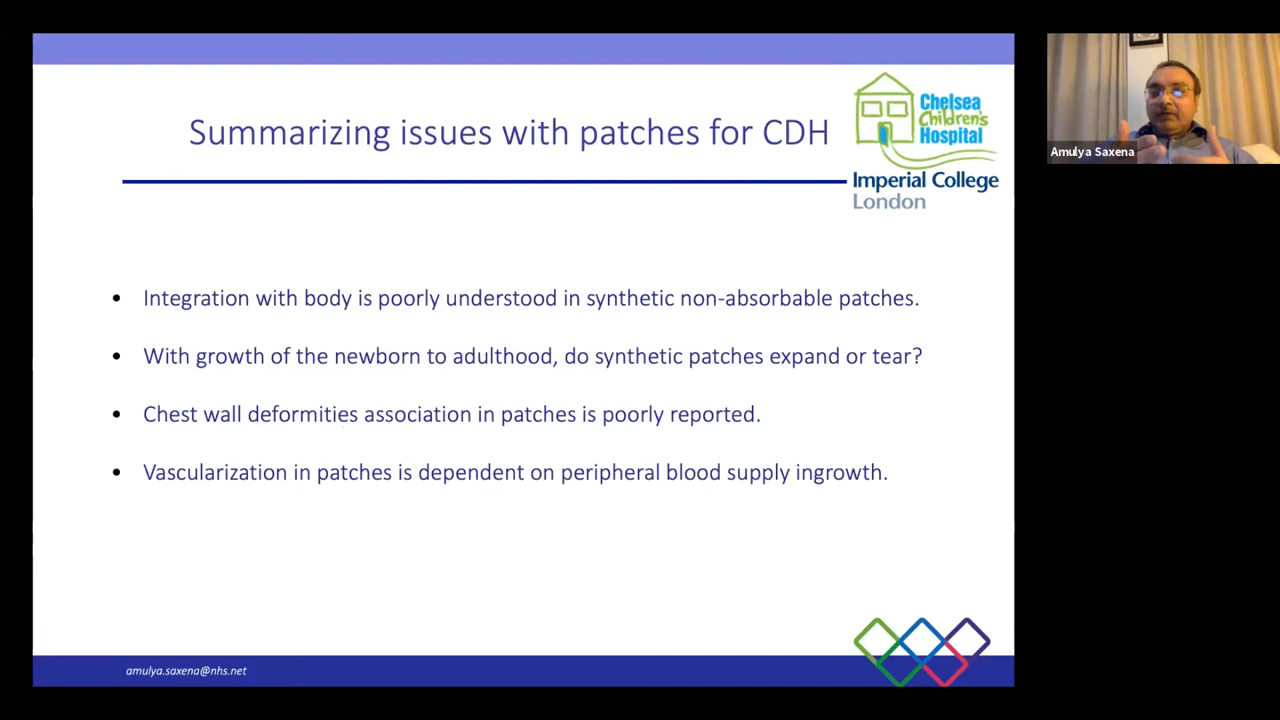 Summarizing issues with patches for CDH
Chelsea
Children's
Hospital
Imperial College
London
Amulya Saxena
• Integration with body is poorly understood in synthetic non-absorbable patches.
• With growth of the newborn to adulthood, do synthetic patches expand or tear?
• Chest wall deformities association in patches is poorly reported.
• Vascularization in patches is dependent on peripheral blood supply ingrowth.
amulya.saxena@nhs.net